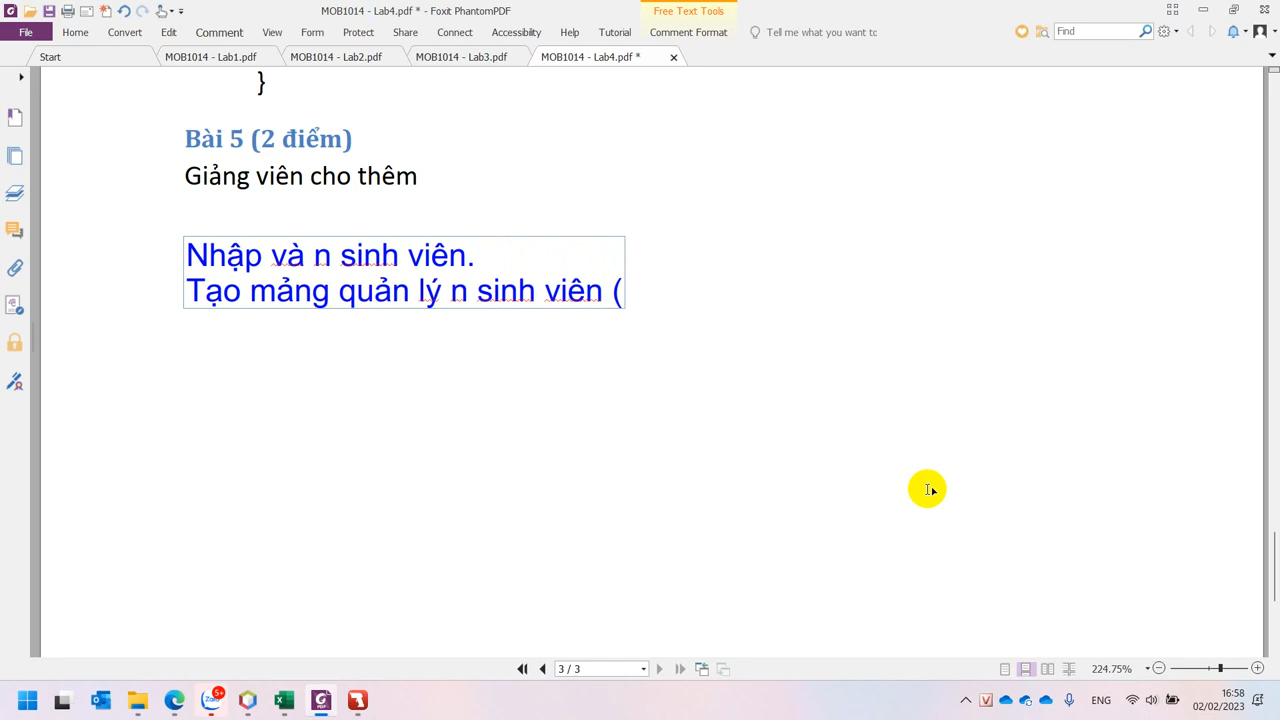 MOB1014 - Lab4.pdf * - Foxit PhantomPDF
Free Text Tools
File
Home
Convert
Edit
Comment
View
Form
Protect
Share
Connect
Accessibility
Help
Tutorial
Comment Format
Tell me what you want to
Find
Start
MOB1014 - Lab1.pdf
MOB1014 - Lab2.pdf
MOB1014 - Lab3.pdf
MOB1014 - Lab4.pdf *
}
Bài 5 (2 điểm)
Giảng viên cho thêm
Nhập và n sinh viên.
Tạo mảng quản lý n sinh viên (
3 / 3
224.75%
Zalo
5+
PDF
ENG
16:58
02/02/2023